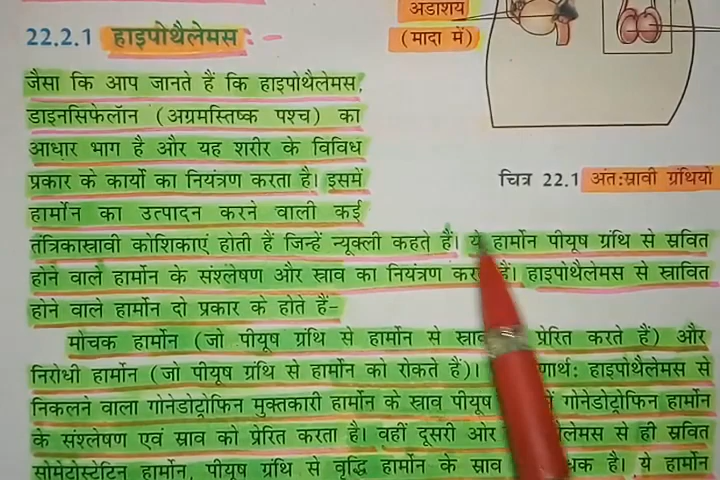 अडाशय
(मादा में)
22.2.1 हाइपोथैलेमस :-
जैसा कि आप जानते हैं कि हाइपोथैलेमस,
डाइनसिफेलॉन (अग्रमस्तिष्क पश्च) का
आधार भाग है और यह शरीर के विविध
प्रकार के कार्यो का नियंत्रण करता है। इसमें
हार्मोन का उत्पादन करने वाली कई
चित्र 22.1 अंत:स्रावी ग्रंथियों
तंत्रिकास्रावी कोशिकाएं होती हैं जिन्हें न्यूक्ली कहते हैं। ये हार्मोन पीयूष ग्रंथि से स्रवित
होने वाले हार्मोन के संश्लेषण और स्राव का नियंत्रण कर हैं। हाइपोथैलेमस से स्रावित
होने वाले हार्मोन दो प्रकार के होते हैं-
मोचक हार्मोन (जो पीयूष ग्रंथि से हार्मोन से स्राव प्रेरित करते हैं) और
निरोधी हार्मोन (जो पीयूष ग्रंथि से हार्मोन को रोकते हैं)। णार्थ: हाइपोथैलेमस से
निकलने वाला गोनेडोट्रोफिन मुक्तकारी हार्मोन के स्राव पीयूष गोनेडोट्रोफिन हार्मोन
के संश्लेषण एवं स्राव को प्रेरित करता है। वहीं दूसरी ओर लेमस से ही स्रवित
सोमेटोस्टेटिन हार्मोन, पीयूष ग्रंथि से वृद्धि हार्मोन के स्राव धक है। ये हार्मोन